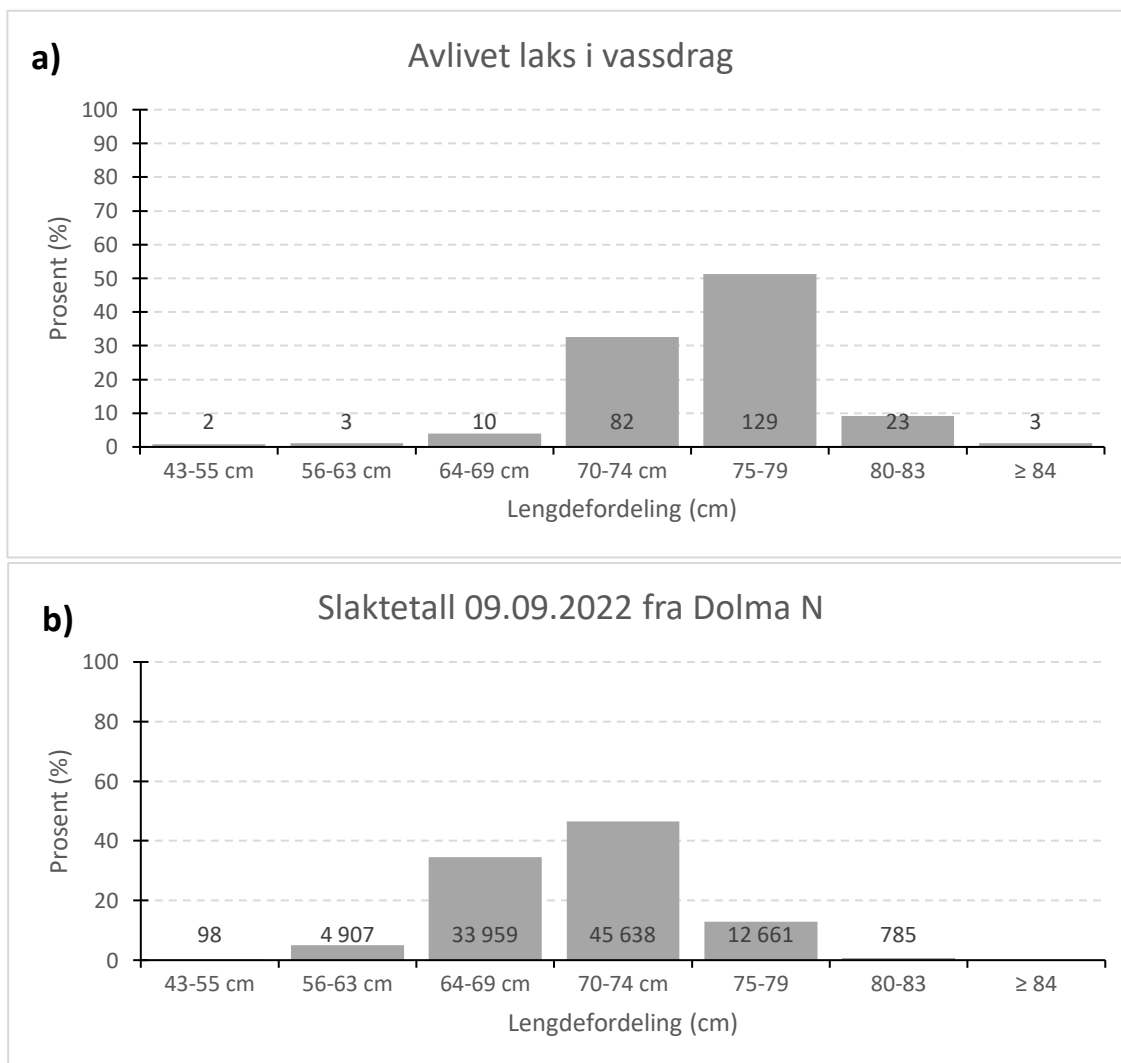 a)
Avlivet laks i vassdrag
100
90
80
70
60
50
40
30
20
10
0
Prosent (%)
2 3 10 82 129 23 3
43-55 cm 56-63 cm 64-69 cm 70-74 cm 75-79 80-83 ≥ 84
Lengdefordeling (cm)
b)
Slaktetall 09.09.2022 fra Dolma N
100
80
60
40
20
0
Prosent (%)
98 4 907 33 959 45 638 12 661 785
43-55 cm 56-63 cm 64-69 cm 70-74 cm 75-79 80-83 ≥ 84
Lengdefordeling (cm)